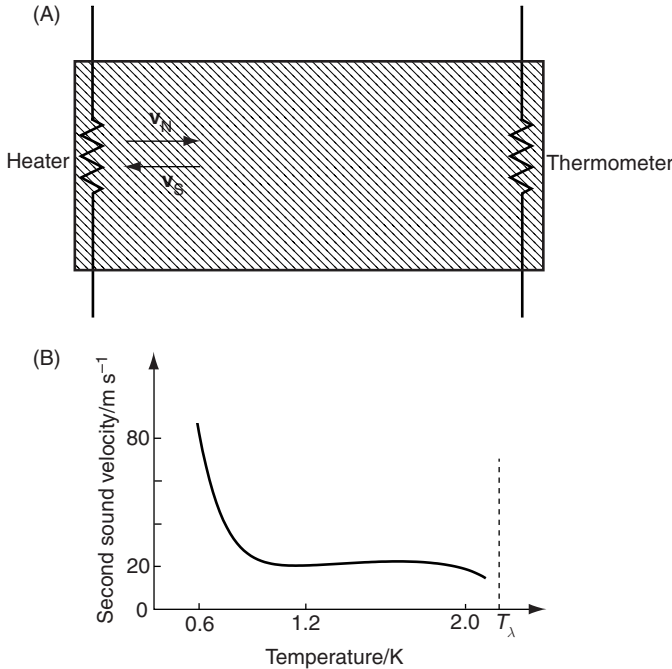 (A)
v_N
Heater
v_S
Thermometer
(B)
Second sound velocity/m s⁻¹
80
20
0
0.6
1.2
2.0
T_λ
Temperature/K